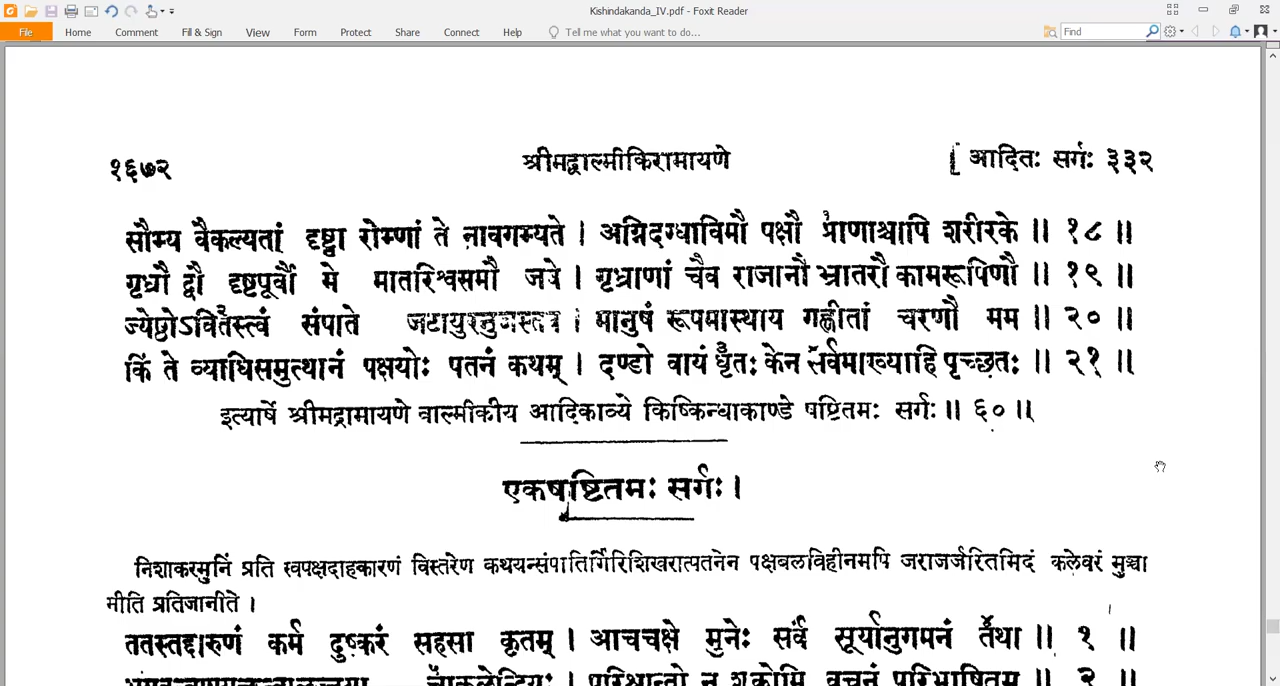 Kishindakanda_IV.pdf - Foxit Reader
File Home Comment Fill & Sign View Form Protect Share Connect Help Tell me what you want to do... Find
१६७२ श्रीमद्वाल्मीकिरामायणे [ आदितः सर्गः ३३२
सौम्य वैकल्यतां दृष्ट्वा रोम्णां ते नावगम्यते । अग्निदग्धाविमौ पक्षौ प्राणाश्चापि शरीरके ॥ १८ ॥
गृध्रौ द्वौ दृष्टपूर्वौ मे मातरिश्वसमौ जवे । गृध्राणां चैव राजानौ भ्रातरौ कामरूपिणौ ॥ १९ ॥
ज्येष्ठोऽवितस्त्वं संपाते जटायुरनुजस्तव । मानुषं रूपमास्थाय गृह्णीतां चरणौ मम ॥ २० ॥
किं ते व्याधिसमुत्थानं पक्षयोः पतनं कथम् । दण्डो वायं धृतः केन सर्वमाख्याहि पृच्छतः ॥ २१ ॥
इत्यार्षे श्रीमद्रामायणे वाल्मीकीय आदिकाव्ये किष्किन्धाकाण्डे षष्टितमः सर्गः ॥ ६० ॥
एकषष्टितमः सर्गः ।
निशाकरमुनिं प्रति स्वपक्षदाहकारणं विस्तरेण कथयन्संपातिर्गिरिशिखरात्पतनेन पक्षबलविहीनमपि जराजर्जरितमिदं कलेवरं मुञ्चा
मीति प्रतिजानीते ।
ततस्तद्दारुणं कर्म दुष्करं सहसा कृतम् । आचचक्षे मुनेः सर्वं सूर्यानुगमनं तथा ॥ १ ॥
परिश्रान्तो न शक्नोमि वचनं परिभाषितुम् ॥ २ ॥